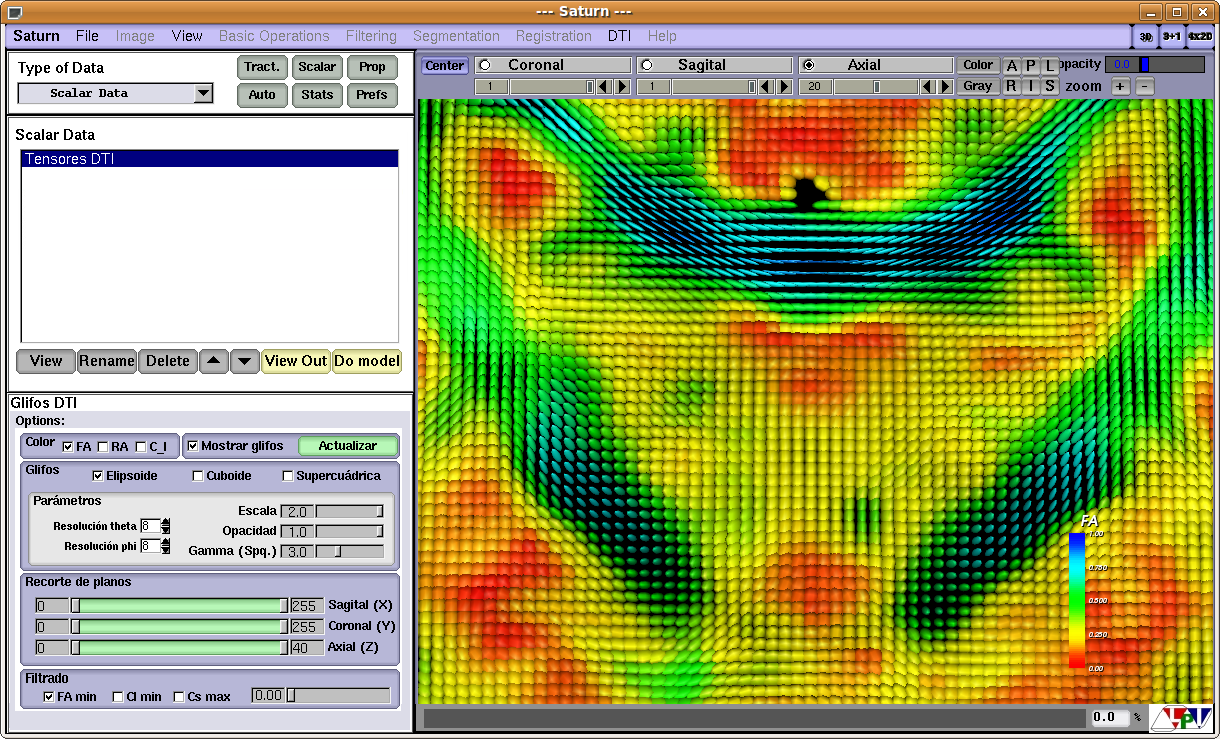 --- Saturn ---
Saturn File Image View Basic Operations Filtering Segmentation Registration DTI Help 3D 3+1 4x2D
Type of Data
Scalar Data
Tract. Scalar Prop
Auto Stats Prefs
Center Coronal Sagital Axial Color A P L opacity 0.0
1 1 20 Gray R I S zoom + -
Scalar Data
Tensores DTI
View Rename Delete View Out Do model
Glifos DTI
Options:
Color FA RA C_l Mostrar glifos Actualizar
Glifos Elipsoide Cuboide Supercuádrica
Parámetros
Resolución theta 8
Resolución phi 8
Escala 2.0
Opacidad 1.0
Gamma (Spq.) 3.0
Recorte de planos
0 255 Sagital (X)
0 255 Coronal (Y)
0 40 Axial (Z)
Filtrado
FA min Cl min Cs max 0.00
FA
1.00
0.750
0.500
0.250
0.00
0.0 %
LPI